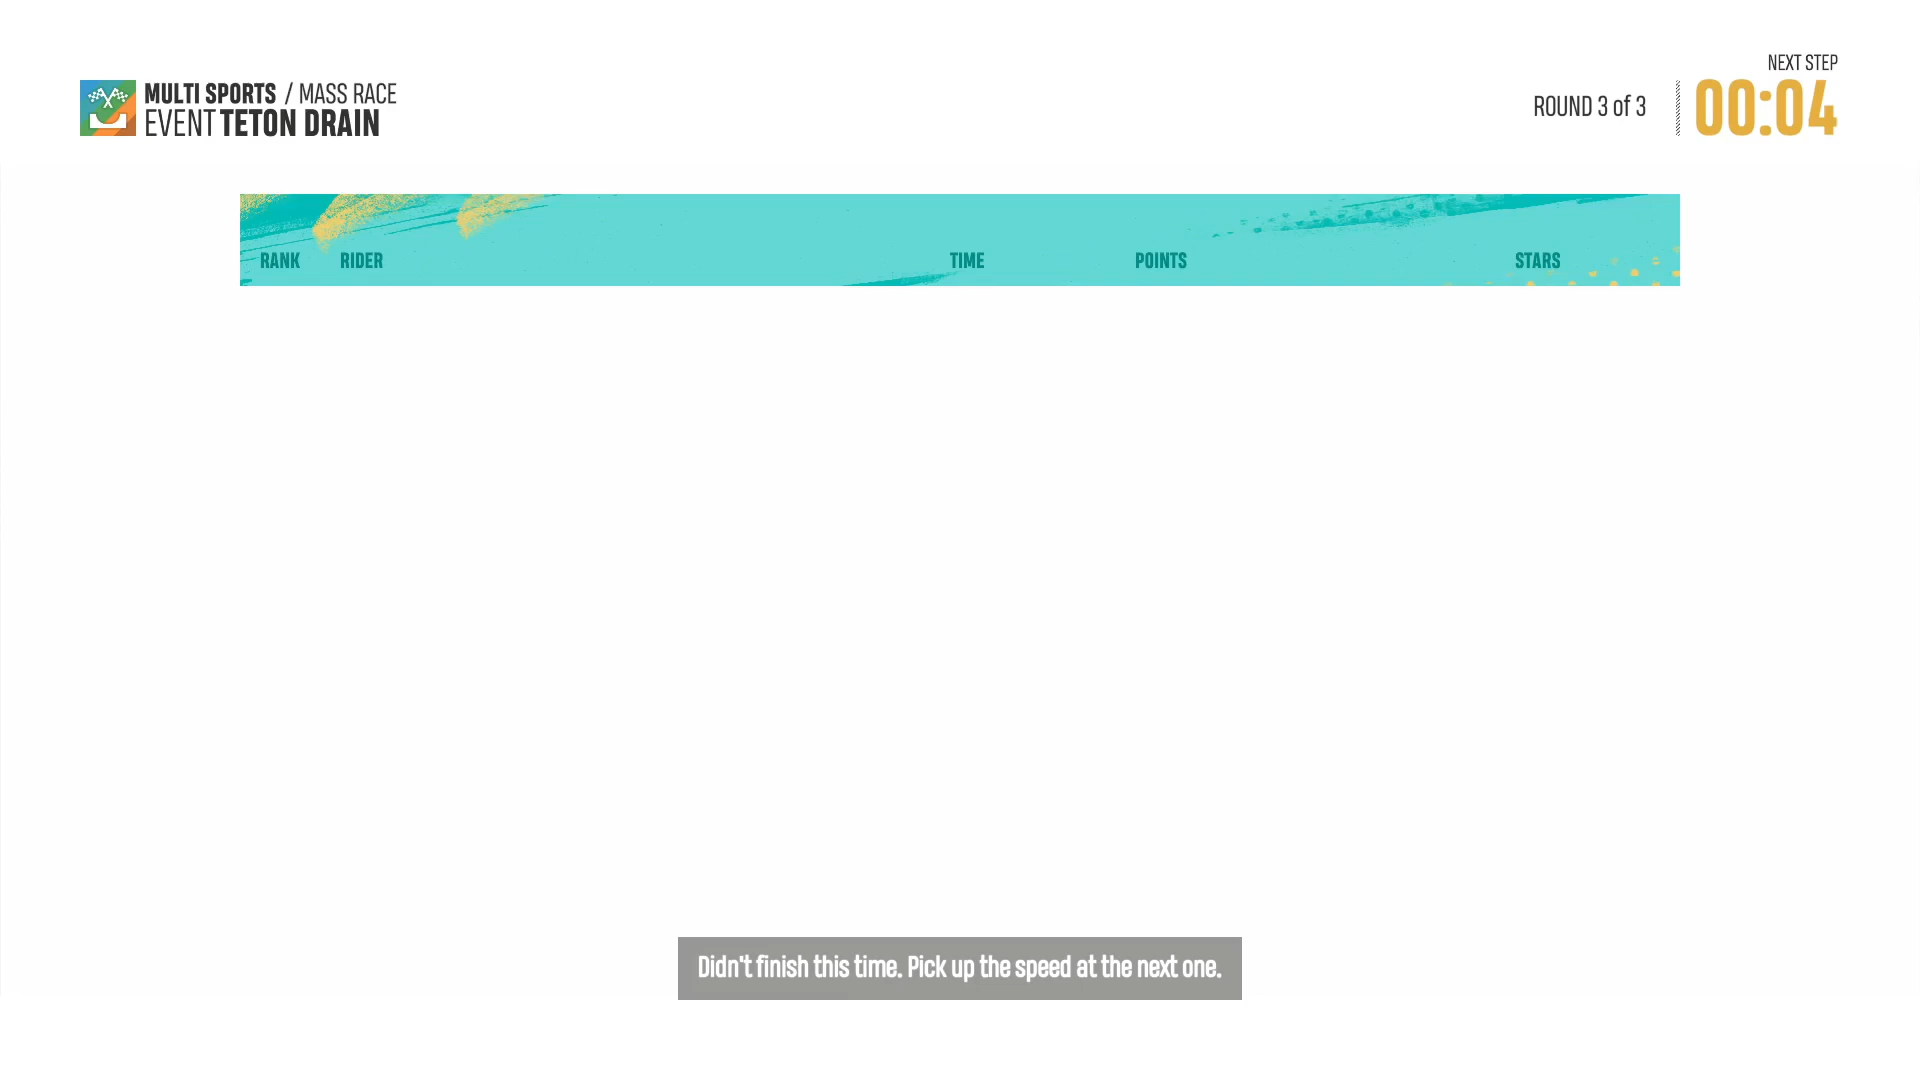 MULTI SPORTS / MASS RACE
EVENT TETON DRAIN
ROUND 3 of 3
NEXT STEP
00:04
RANK RIDER TIME POINTS STARS
Didn't finish this time. Pick up the speed at the next one.